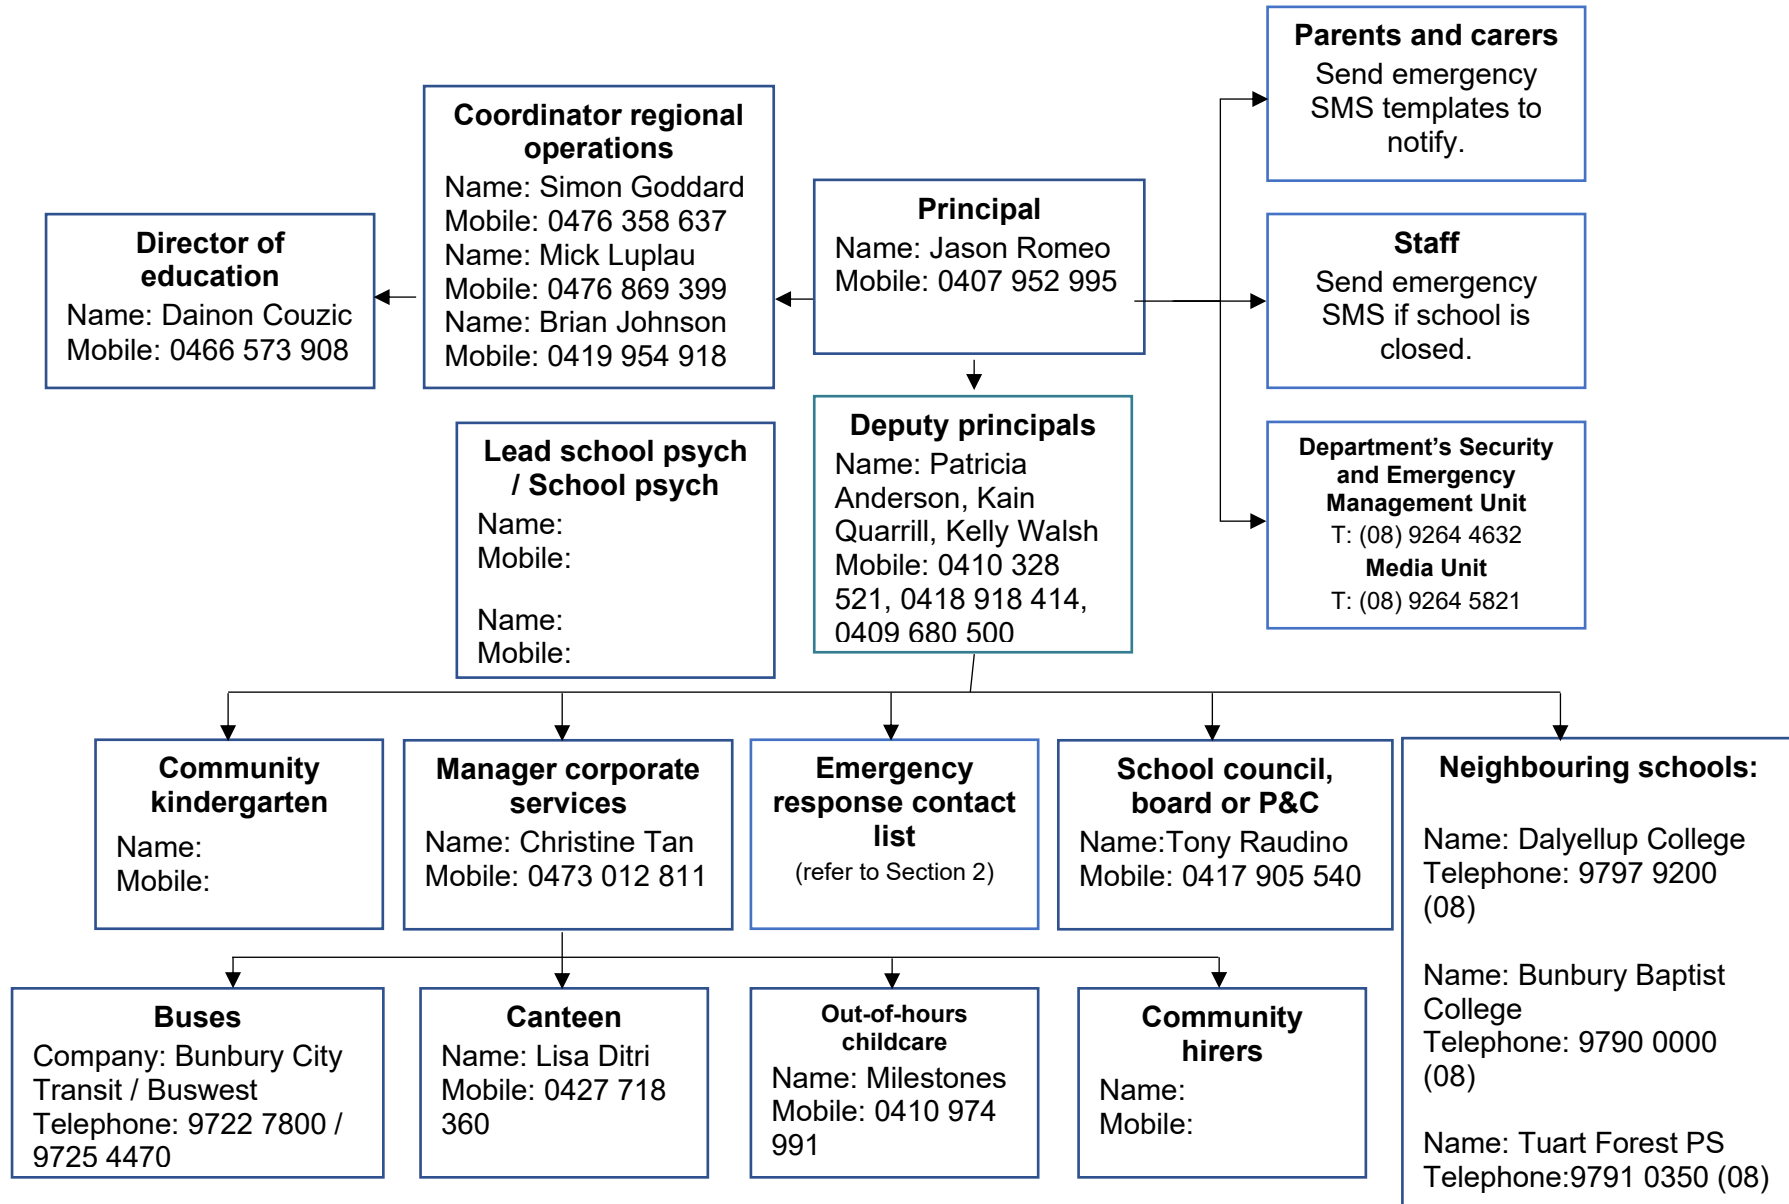 Parents and carers
Send emergency
SMS templates to
notify.
Coordinator regional
operations
Name: Simon Goddard
Mobile: 0476 358 637
Name: Mick Luplau
Mobile: 0476 869 399
Name: Brian Johnson
Mobile: 0419 954 918
Principal
Name: Jason Romeo
Mobile: 0407 952 995
Director of
education
Name: Dainon Couzic
Mobile: 0466 573 908
Staff
Send emergency
SMS if school is
closed.
Lead school psych
/ School psych
Name:
Mobile:
Name:
Mobile:
Deputy principals
Name: Patricia
Anderson, Kain
Quarrill, Kelly Walsh
Mobile: 0410 328
521, 0418 918 414,
0409 680 500
Department’s Security
and Emergency
Management Unit
T: (08) 9264 4632
Media Unit
T: (08) 9264 5821
Community
kindergarten
Name:
Mobile:
Manager corporate
services
Name: Christine Tan
Mobile: 0473 012 811
Emergency
response contact
list
(refer to Section 2)
School council,
board or P&C
Name:Tony Raudino
Mobile: 0417 905 540
Neighbouring schools:
Name: Dalyellup College
Telephone: 9797 9200
(08)
Name: Bunbury Baptist
College
Telephone: 9790 0000
(08)
Name: Tuart Forest PS
Telephone:9791 0350 (08)
Buses
Company: Bunbury City
Transit / Buswest
Telephone: 9722 7800 /
9725 4470
Canteen
Name: Lisa Ditri
Mobile: 0427 718
360
Out-of-hours
childcare
Name: Milestones
Mobile: 0410 974
991
Community
hirers
Name:
Mobile: